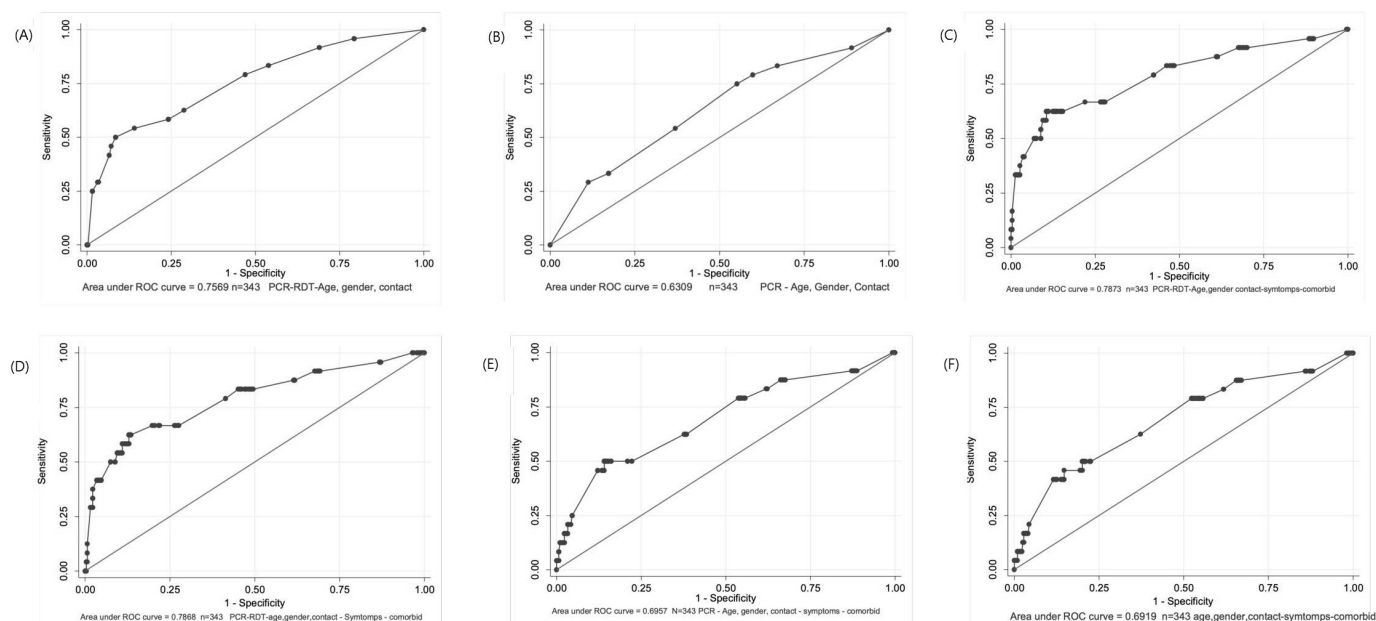 (A)
Sensitivity
1.00
0.75
0.50
0.25
0.00
0.00 0.25 0.50 0.75 1.00
1 - Specificity
Area under ROC curve = 0.7569 n=343 PCR-RDT-Age, gender, contact
(B)
Sensitivity
1.00
0.75
0.50
0.25
0.00
0.00 0.25 0.50 0.75 1.00
1 - Specificity
Area under ROC curve = 0.6309 n=343 PCR - Age, Gender, Contact
(C)
Sensitivity
1.00
0.75
0.50
0.25
0.00
0.00 0.25 0.50 0.75 1.00
1 - Specificity
Area under ROC curve = 0.7873 n=343 PCR-RDT-Age,gender contact-symtomps-comorbid
(D)
Sensitivity
1.00
0.75
0.50
0.25
0.00
0.00 0.25 0.50 0.75 1.00
1 - Specificity
Area under ROC curve = 0.7868 n=343 PCR-RDT-age,gender,contact - Symtomps - comorbid
(E)
Sensitivity
1.00
0.75
0.50
0.25
0.00
0.00 0.25 0.50 0.75 1.00
1 - Specificity
Area under ROC curve = 0.6957 N=343 PCR - Age, gender, contact - symptoms - comorbid
(F)
Sensitivity
1.00
0.75
0.50
0.25
0.00
0.00 0.25 0.50 0.75 1.00
1 - Specificity
Area under ROC curve = 0.6919 n=343 age,gender,contact-symtomps-comorbid